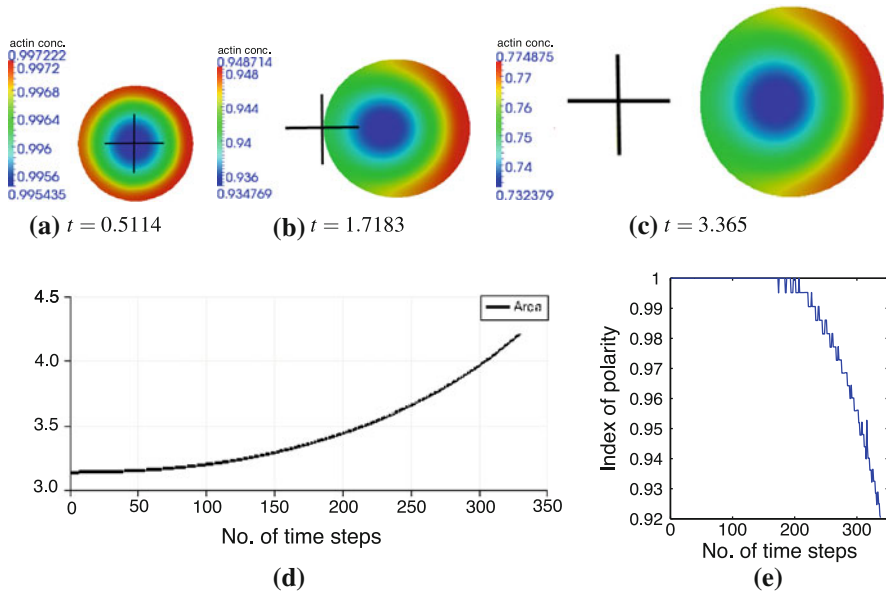 actin conc.
0.997222
0.9972
0.9968
0.9964
0.996
0.9956
0.995435
(a) t = 0.5114
actin conc.
0.948714
0.948
0.944
0.94
0.936
0.934769
(b) t = 1.7183
actin conc.
0.774875
0.77
0.76
0.75
0.74
0.732379
(c) t = 3.365
4.5
4.0
3.5
3.0
Area
0 50 100 150 200 250 300 350
No. of time steps
(d)
Index of polarity
1
0.99
0.98
0.97
0.96
0.95
0.94
0.93
0.92
0 100 200 300
No. of time steps
(e)